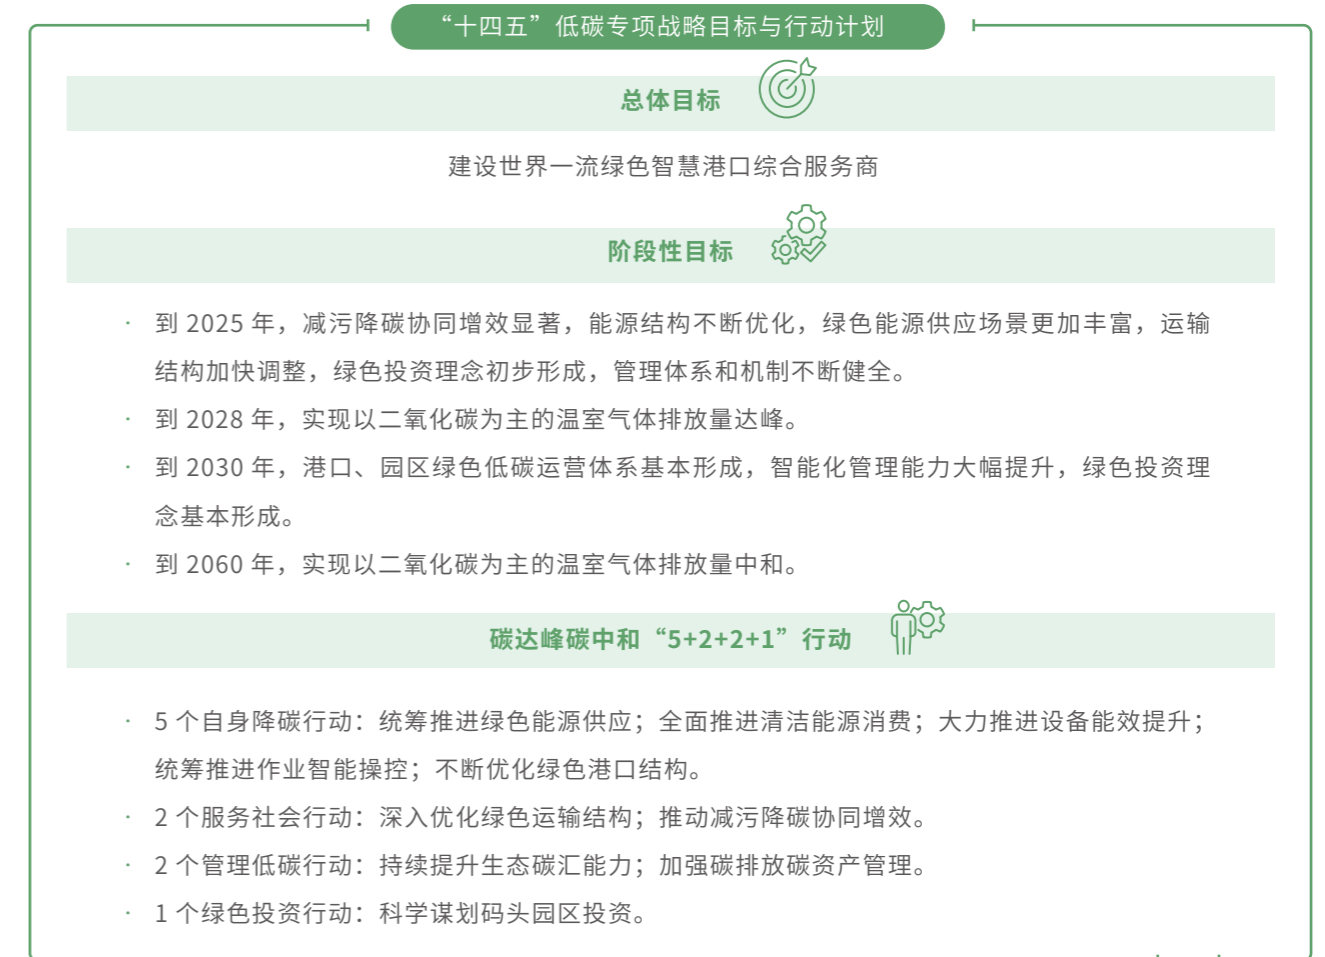 “十四五”低碳专项战略目标与行动计划
总体目标
建设世界一流绿色智慧港口综合服务商
阶段性目标
· 到 2025 年，减污降碳协同增效显著，能源结构不断优化，绿色能源供应场景更加丰富，运输
结构加快调整，绿色投资理念初步形成，管理体系和机制不断健全。
· 到 2028 年，实现以二氧化碳为主的温室气体排放量达峰。
· 到 2030 年，港口、园区绿色低碳运营体系基本形成，智能化管理能力大幅提升，绿色投资理
念基本形成。
· 到 2060 年，实现以二氧化碳为主的温室气体排放量中和。
碳达峰碳中和“5+2+2+1”行动
· 5 个自身降碳行动：统筹推进绿色能源供应；全面推进清洁能源消费；大力推进设备能效提升；
统筹推进作业智能操控；不断优化绿色港口结构。
· 2 个服务社会行动：深入优化绿色运输结构；推动减污降碳协同增效。
· 2 个管理低碳行动：持续提升生态碳汇能力；加强碳排放碳资产管理。
· 1 个绿色投资行动：科学谋划码头园区投资。